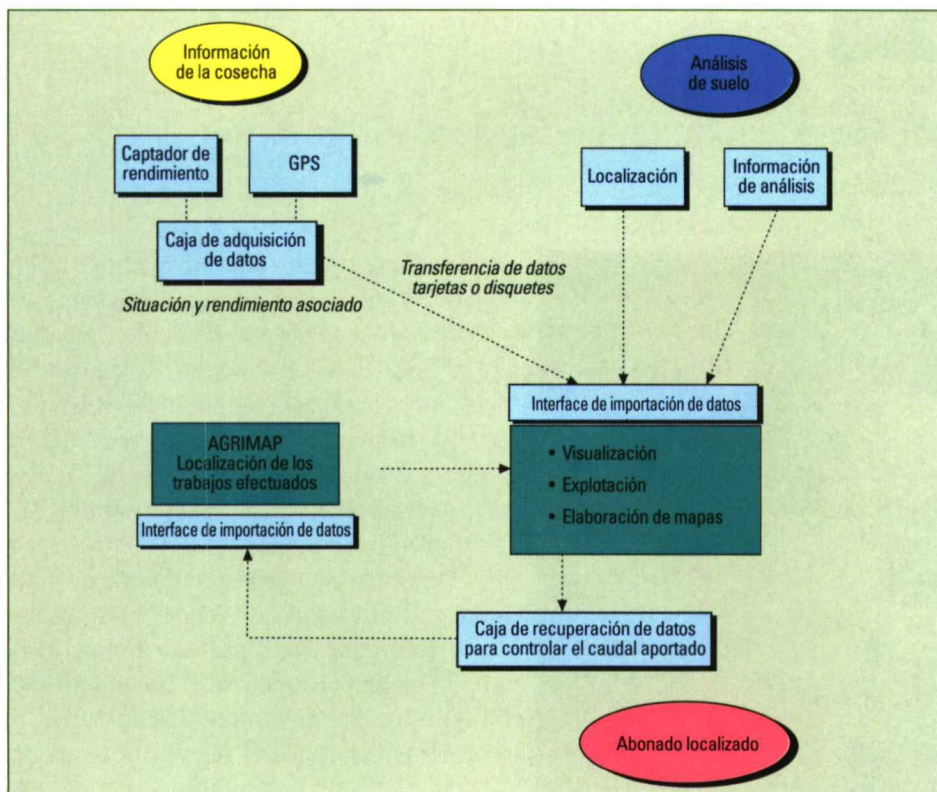 Información
de la cosecha
Análisis
de suelo
Captador de
rendimiento
GPS
Localización
Información
de análisis
Caja de adquisición
de datos
Situación y rendimiento asociado
Transferencia de datos
tarjetas o disquetes
Interface de importación de datos
• Visualización
• Explotación
• Elaboración de mapas
AGRIMAP
Localización de los
trabajos efectuados
Interface de importación de datos
Caja de recuperación de datos
para controlar el caudal aportado
Abonado localizado